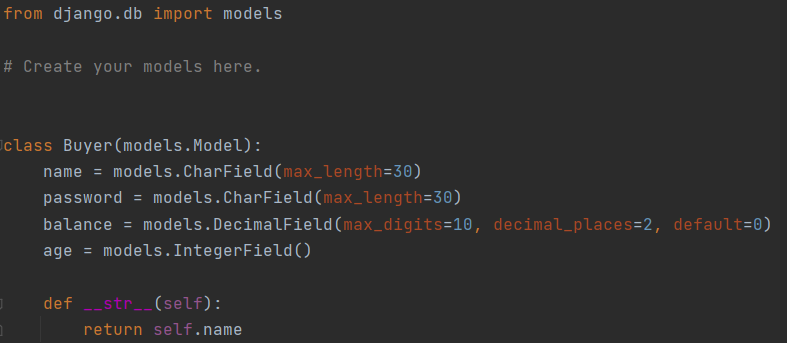 from django.db import models
# Create your models here.
class Buyer(models.Model):
    name = models.CharField(max_length=30)
    password = models.CharField(max_length=30)
    balance = models.DecimalField(max_digits=10, decimal_places=2, default=0)
    age = models.IntegerField()
    def __str__(self):
        return self.name